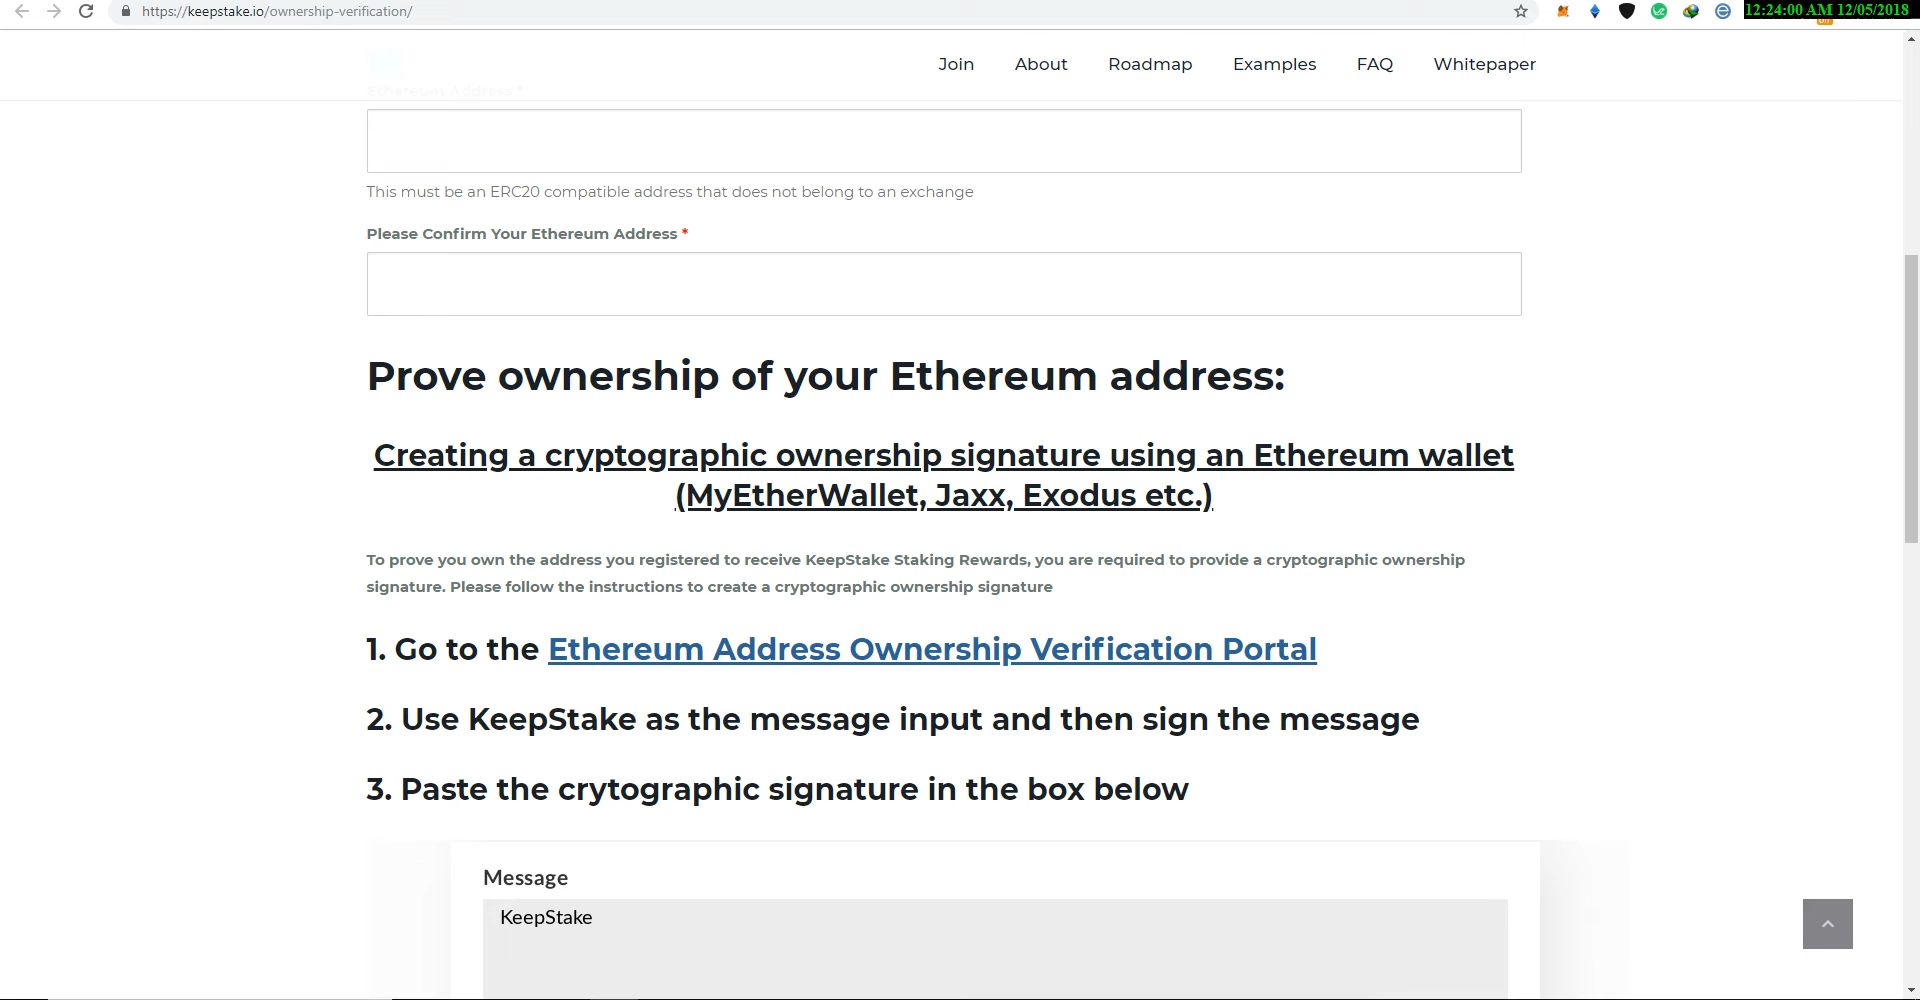 https://keepstake.io/ownership-verification/
12:24:00 AM 12/05/2018
Join About Roadmap Examples FAQ Whitepaper
Ethereum Address *
This must be an ERC20 compatible address that does not belong to an exchange
Please Confirm Your Ethereum Address *
Prove ownership of your Ethereum address:
Creating a cryptographic ownership signature using an Ethereum wallet
(MyEtherWallet, Jaxx, Exodus etc.)
To prove you own the address you registered to receive KeepStake Staking Rewards, you are required to provide a cryptographic ownership
signature. Please follow the instructions to create a cryptographic ownership signature
1. Go to the Ethereum Address Ownership Verification Portal
2. Use KeepStake as the message input and then sign the message
3. Paste the crytographic signature in the box below
Message
KeepStake